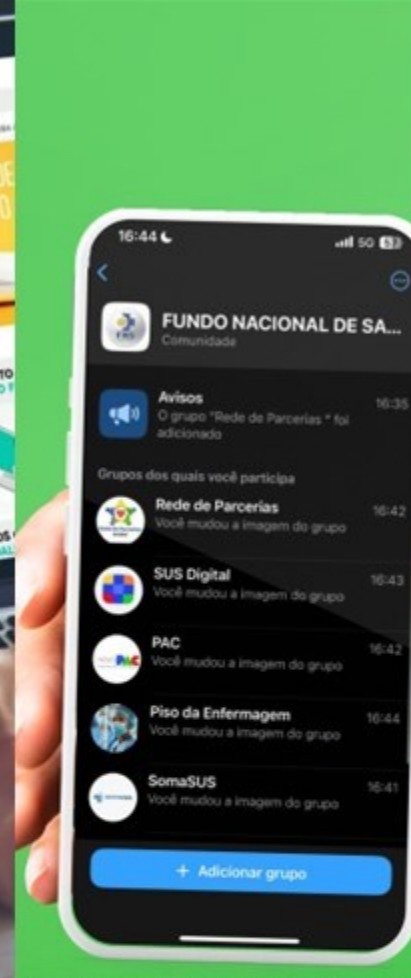 16:44
5G
FUNDO NACIONAL DE SA...
Comunidade
Avisos
16:35
O grupo "Rede de Parcerias " foi
adicionado
Grupos dos quais você participa
Rede de Parcerias
16:42
Você mudou a imagem do grupo
SUS Digital
16:43
Você mudou a imagem do grupo
PAC
16:42
Você mudou a imagem do grupo
Piso da Enfermagem
16:44
Você mudou a imagem do grupo
SomaSUS
16:41
Você mudou a imagem do grupo
+ Adicionar grupo